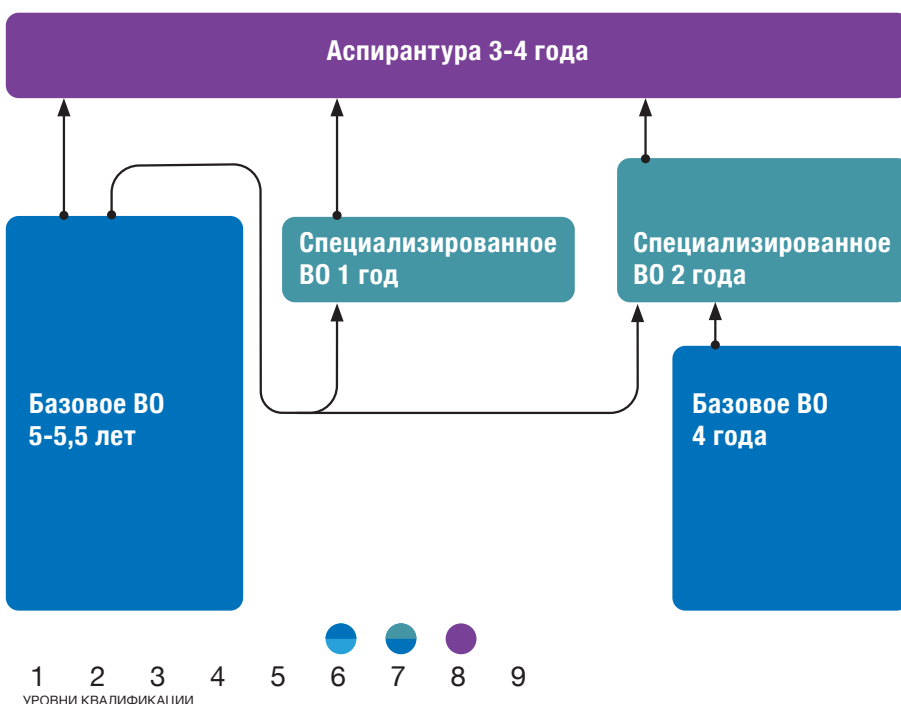 Аспирантура 3-4 года
Специализированное
ВО 1 год
Специализированное
ВО 2 года
Базовое ВО
5-5,5 лет
Базовое ВО
4 года
1 2 3 4 5 6 7 8 9
УРОВНИ КВАЛИФИКАЦИИ